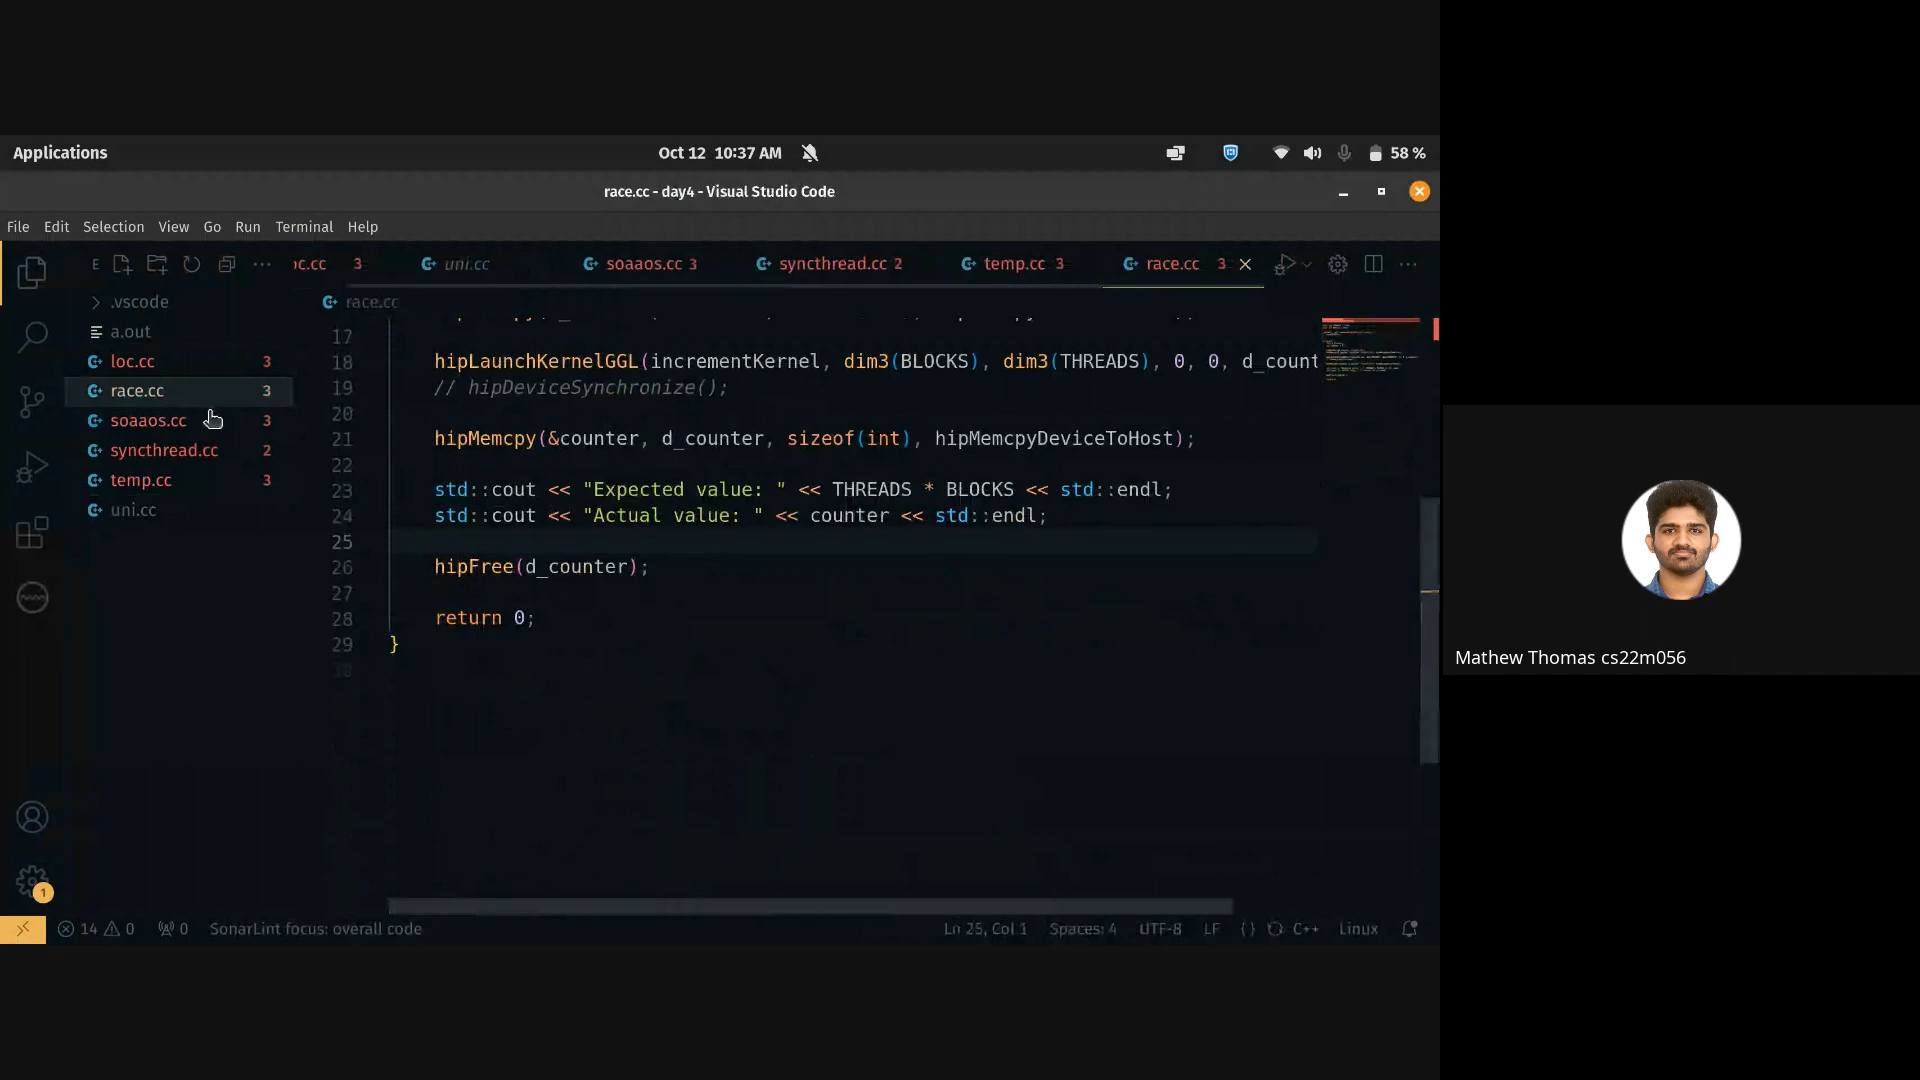 Applications
Oct 12 10:37 AM
58 %
race.cc - day4 - Visual Studio Code
File Edit Selection View Go Run Terminal Help
E
oc.cc 3
uni.cc
soaaos.cc 3
syncthread.cc 2
temp.cc 3
race.cc 3
.vscode
a.out
loc.cc 3
race.cc 3
soaaos.cc 3
syncthread.cc 2
temp.cc 3
uni.cc
race.cc
17
18 hipLaunchKernelGGL(incrementKernel, dim3(BLOCKS), dim3(THREADS), 0, 0, d_count
19 // hipDeviceSynchronize();
20
21 hipMemcpy(&counter, d_counter, sizeof(int), hipMemcpyDeviceToHost);
22
23 std::cout << "Expected value: " << THREADS * BLOCKS << std::endl;
24 std::cout << "Actual value: " << counter << std::endl;
25
26 hipFree(d_counter);
27
28 return 0;
29 }
30
1
14 0 0 SonarLint focus: overall code
Ln 25, Col 1 Spaces: 4 UTF-8 LF {} C++ Linux
Mathew Thomas cs22m056